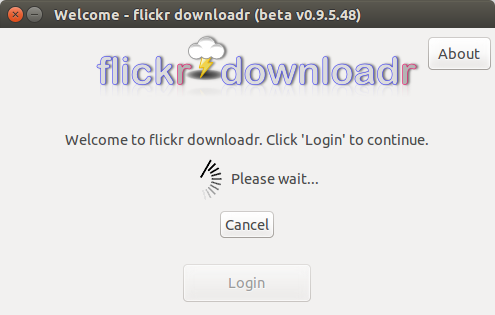 Welcome - flickr downloadr (beta v0.9.5.48)
About
flickr downloadr
Welcome to flickr downloadr. Click 'Login' to continue.
Please wait...
Cancel
Login